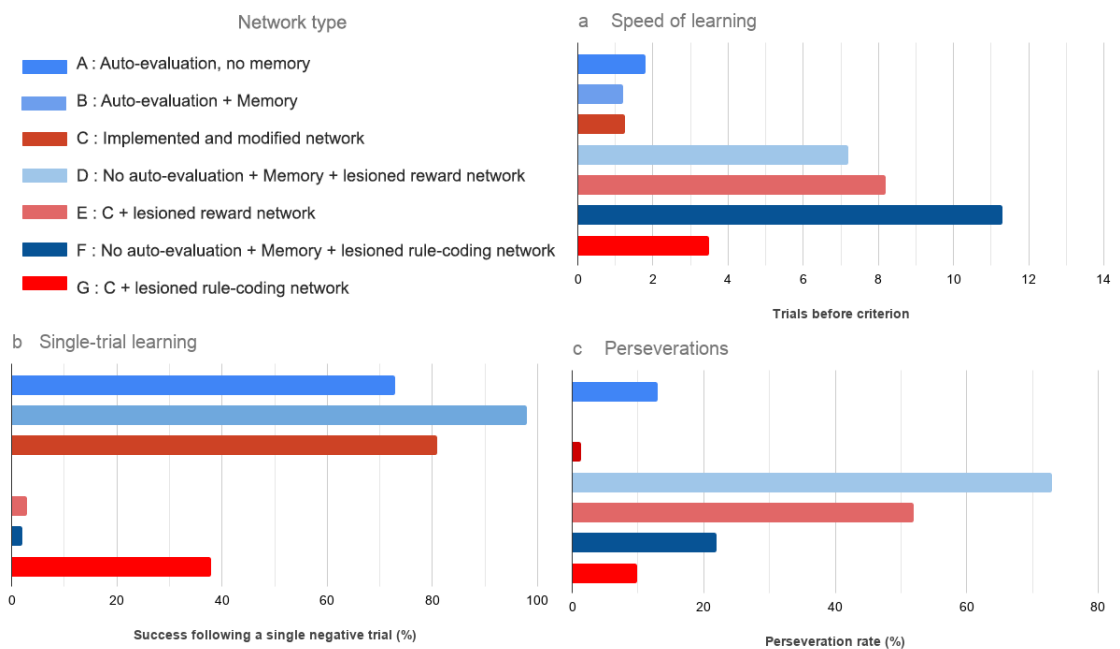 Network type
A : Auto-evaluation, no memory
B : Auto-evaluation + Memory
C : Implemented and modified network
D : No auto-evaluation + Memory + lesioned reward network
E : C + lesioned reward network
F : No auto-evaluation + Memory + lesioned rule-coding network
G : C + lesioned rule-coding network
a Speed of learning
2 4 6 8 10 12 14
Trials before criterion
b Single-trial learning
0 20 40 60 80 100
Success following a single negative trial (%)
c Perseverations
0 20 40 60 80
Perseveration rate (%)